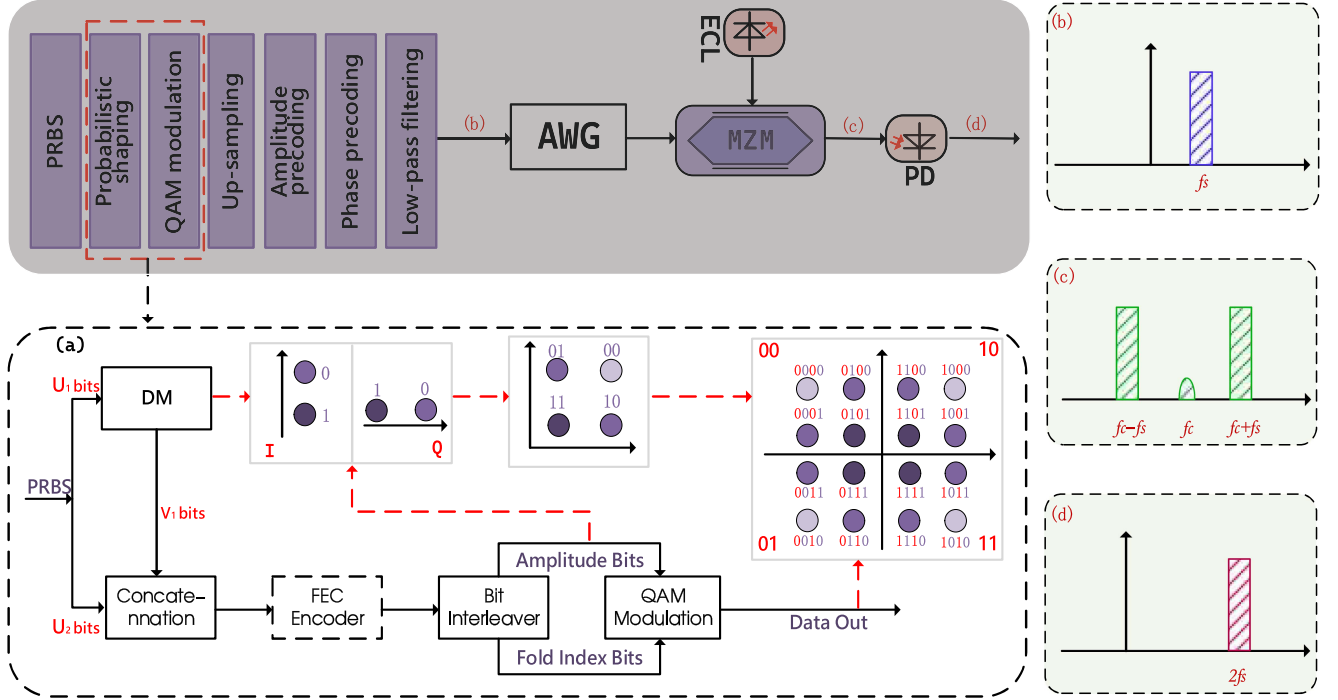 PRBS
Probabilistic
shaping
QAM modulation
Up-sampling
Amplitude
precoding
Phase precoding
Low-pass filtering
(b)
AWG
ECL
MZM
(c)
PD
(d)
(b)
fs
(c)
fc-fs
fc
fc+fs
(d)
2fs
(a)
U1 bits
DM
V1 bits
PRBS
U2 bits
Concate-
nnation
FEC
Encoder
Bit
Interleaver
Amplitude Bits
Fold Index Bits
QAM
Modulation
Data Out
0
1
I
1 0
Q
01 00
11 10
00 10
0000 0100 1100 1000
0001 0101 1101 1001
0011 0111 1111 1011
0010 0110 1110 1010
01 11